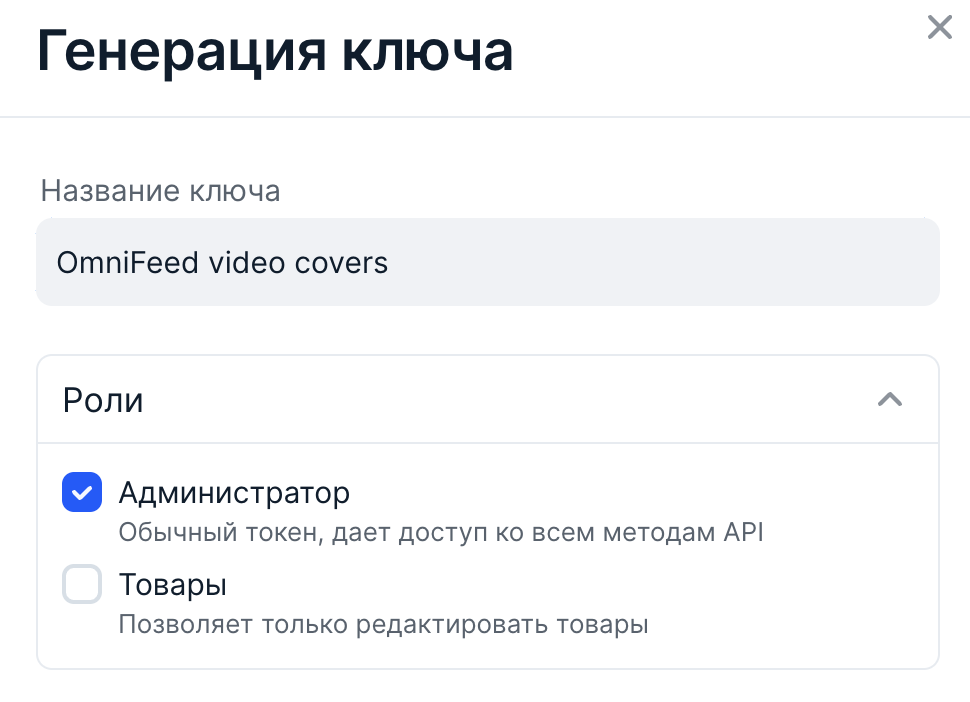 Генерация ключа
Название ключа
OmniFeed video covers
Роли
Администратор
Обычный токен, дает доступ ко всем методам API
Товары
Позволяет только редактировать товары